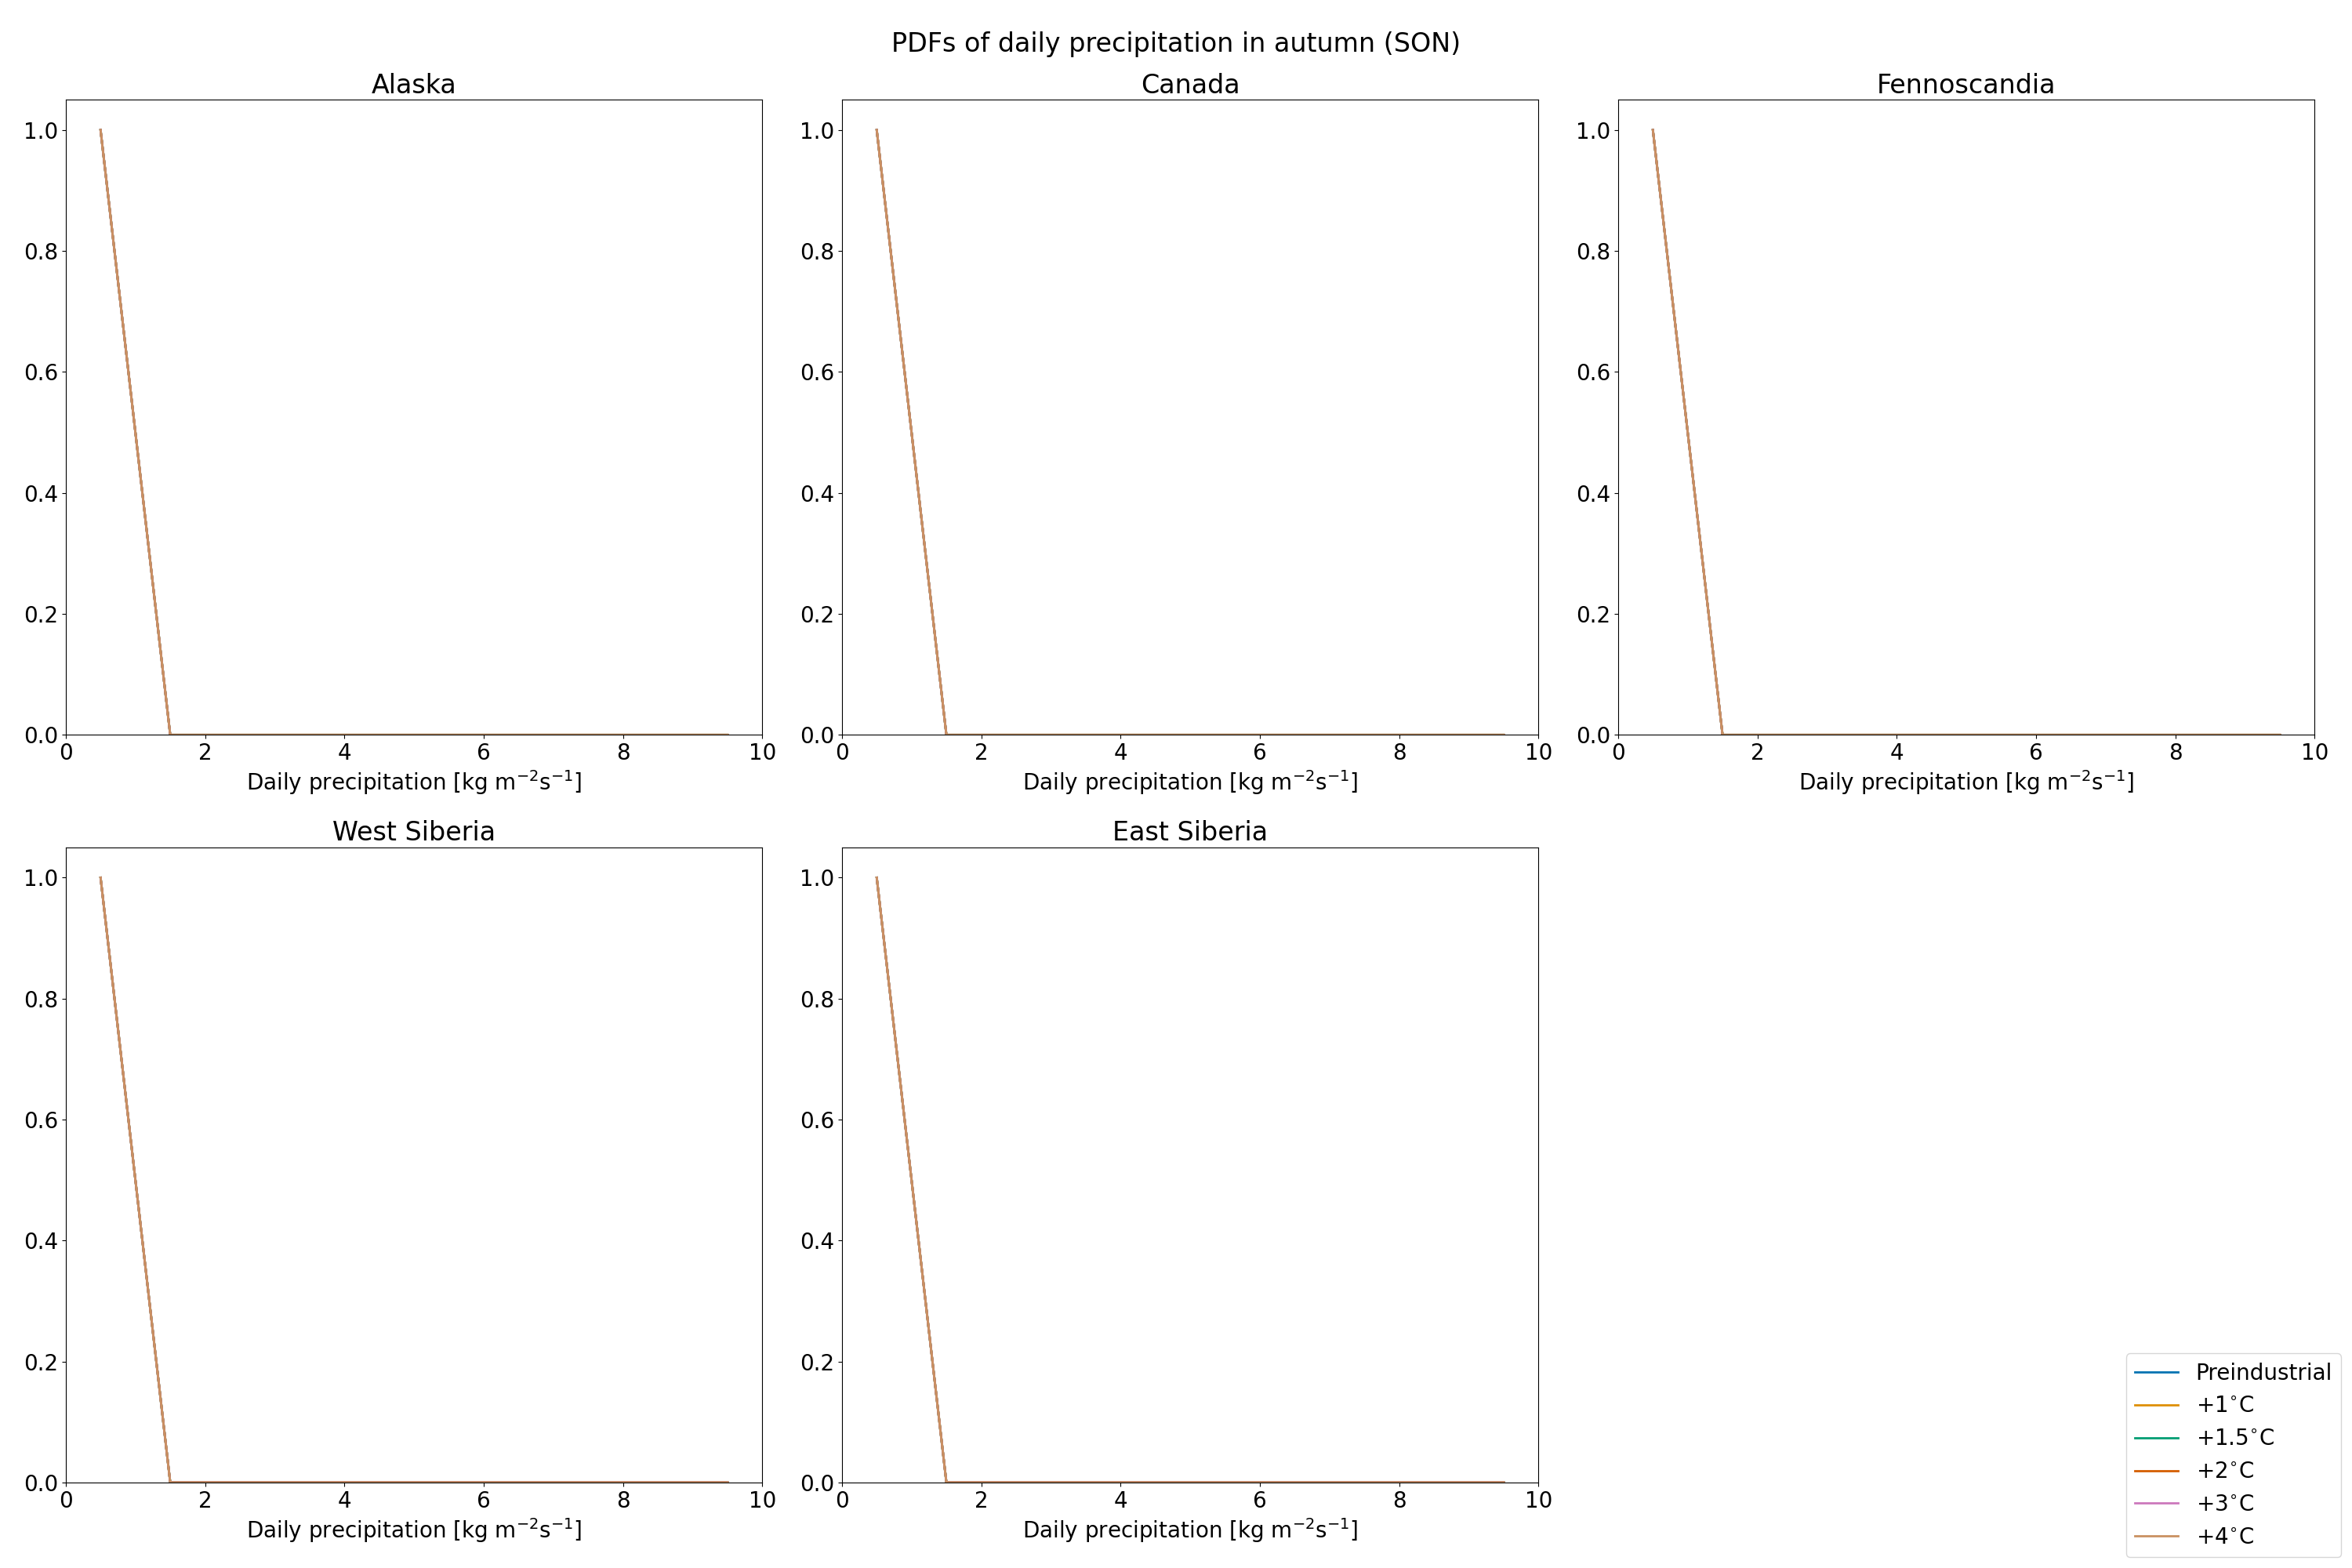 PDFs of daily precipitation in autumn (SON)
Alaska
1.0
0.8
0.6
0.4
0.2
0.0
0 2 4 6 8 10
Daily precipitation [kg m⁻²s⁻¹]
Canada
1.0
0.8
0.6
0.4
0.2
0.0
0 2 4 6 8 10
Daily precipitation [kg m⁻²s⁻¹]
Fennoscandia
1.0
0.8
0.6
0.4
0.2
0.0
0 2 4 6 8 10
Daily precipitation [kg m⁻²s⁻¹]
West Siberia
1.0
0.8
0.6
0.4
0.2
0.0
0 2 4 6 8 10
Daily precipitation [kg m⁻²s⁻¹]
East Siberia
1.0
0.8
0.6
0.4
0.2
0.0
0 2 4 6 8 10
Daily precipitation [kg m⁻²s⁻¹]
Preindustrial
+1°C
+1.5°C
+2°C
+3°C
+4°C